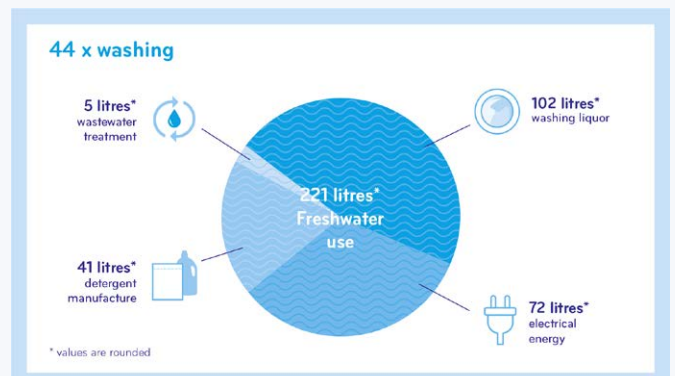 44 x washing
5 litres*
wastewater
treatment
102 litres*
washing liquor
221 litres*
Freshwater
use
41 litres*
detergent
manufacture
72 litres*
electrical
energy
* values are rounded